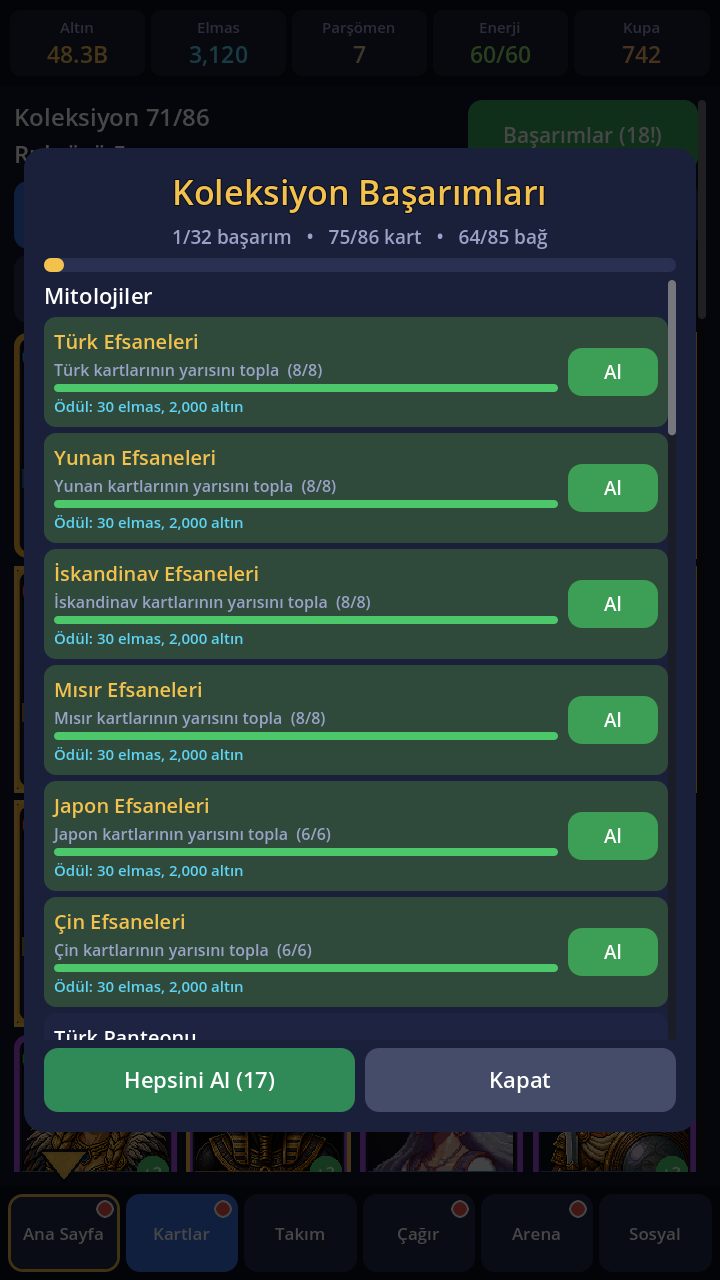 Altın
48.3B
Elmas
3,120
Parşömen
7
Enerji
60/60
Kupa
742
Koleksiyon 71/86
Başarımlar (18!)
Koleksiyon Başarımları
1/32 başarım • 75/86 kart • 64/85 bağ
Mitolojiler
Türk Efsaneleri
Türk kartlarının yarısını topla (8/8)
Ödül: 30 elmas, 2,000 altın
Al
Yunan Efsaneleri
Yunan kartlarının yarısını topla (8/8)
Ödül: 30 elmas, 2,000 altın
Al
İskandinav Efsaneleri
İskandinav kartlarının yarısını topla (8/8)
Ödül: 30 elmas, 2,000 altın
Al
Mısır Efsaneleri
Mısır kartlarının yarısını topla (8/8)
Ödül: 30 elmas, 2,000 altın
Al
Japon Efsaneleri
Japon kartlarının yarısını topla (6/6)
Ödül: 30 elmas, 2,000 altın
Al
Çin Efsaneleri
Çin kartlarının yarısını topla (6/6)
Ödül: 30 elmas, 2,000 altın
Al
Türk Panteonu
Hepsini Al (17)
Kapat
Ana Sayfa
Kartlar
Takım
Çağır
Arena
Sosyal